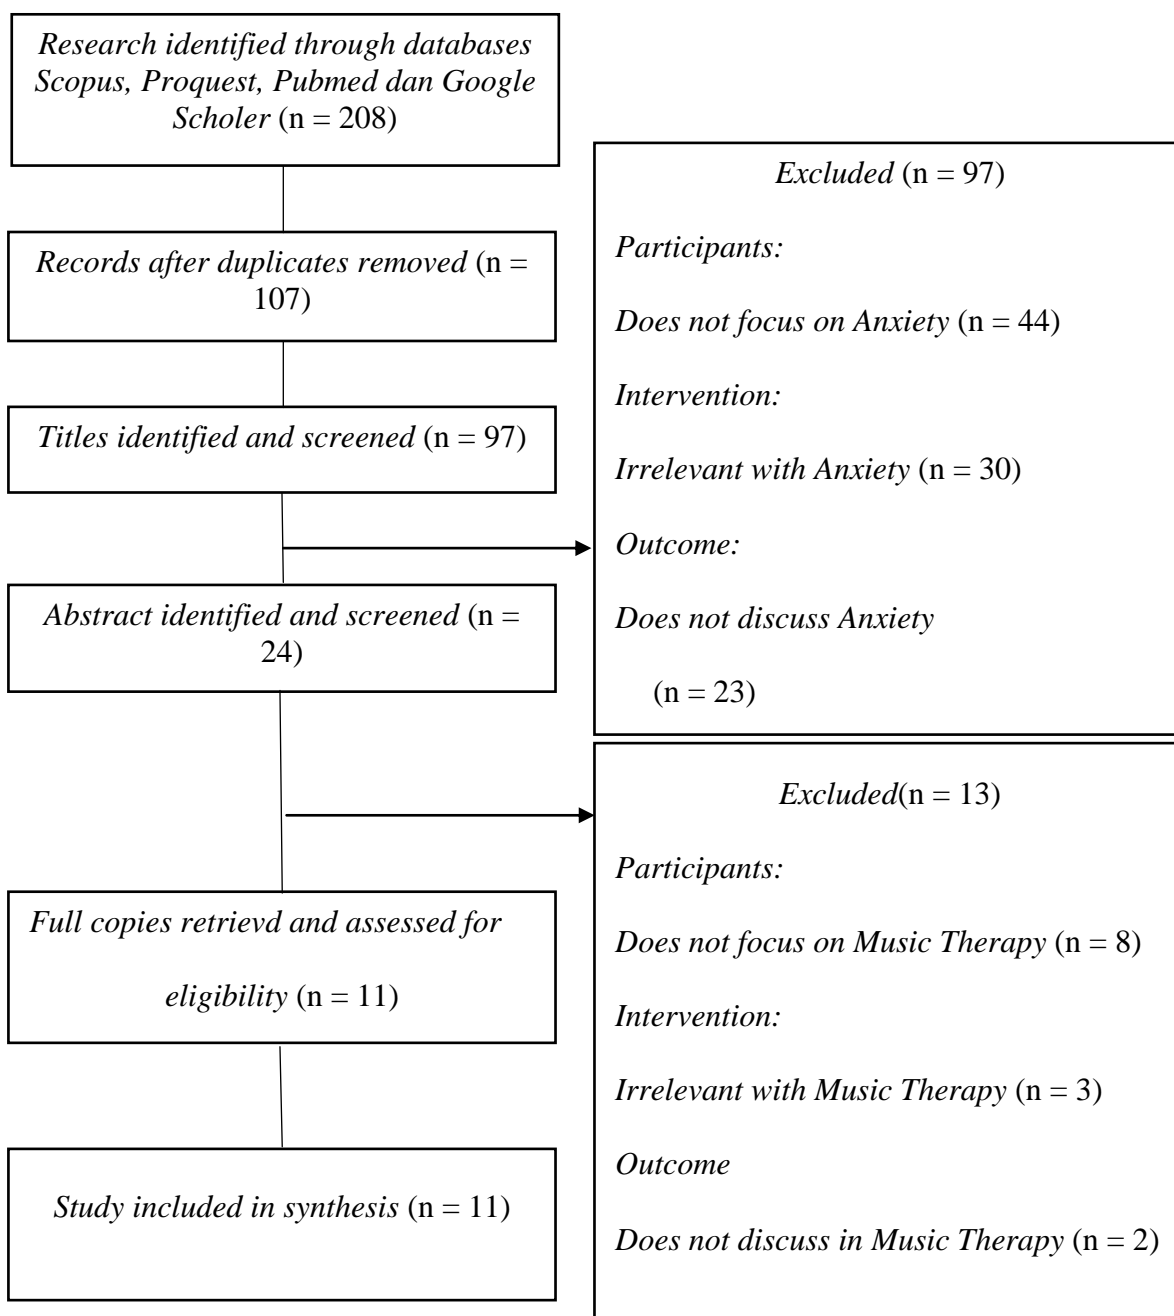 Research identified through databases
Scopus, Proquest, Pubmed dan Google
Scholer (n = 208)
Records after duplicates removed (n =
107)
Titles identified and screened (n = 97)
Abstract identified and screened (n =
24)
Full copies retrievd and assessed for
eligibility (n = 11)
Study included in synthesis (n = 11)
Excluded (n = 97)
Participants:
Does not focus on Anxiety (n = 44)
Intervention:
Irrelevant with Anxiety (n = 30)
Outcome:
Does not discuss Anxiety
(n = 23)
Excluded(n = 13)
Participants:
Does not focus on Music Therapy (n = 8)
Intervention:
Irrelevant with Music Therapy (n = 3)
Outcome
Does not discuss in Music Therapy (n = 2)